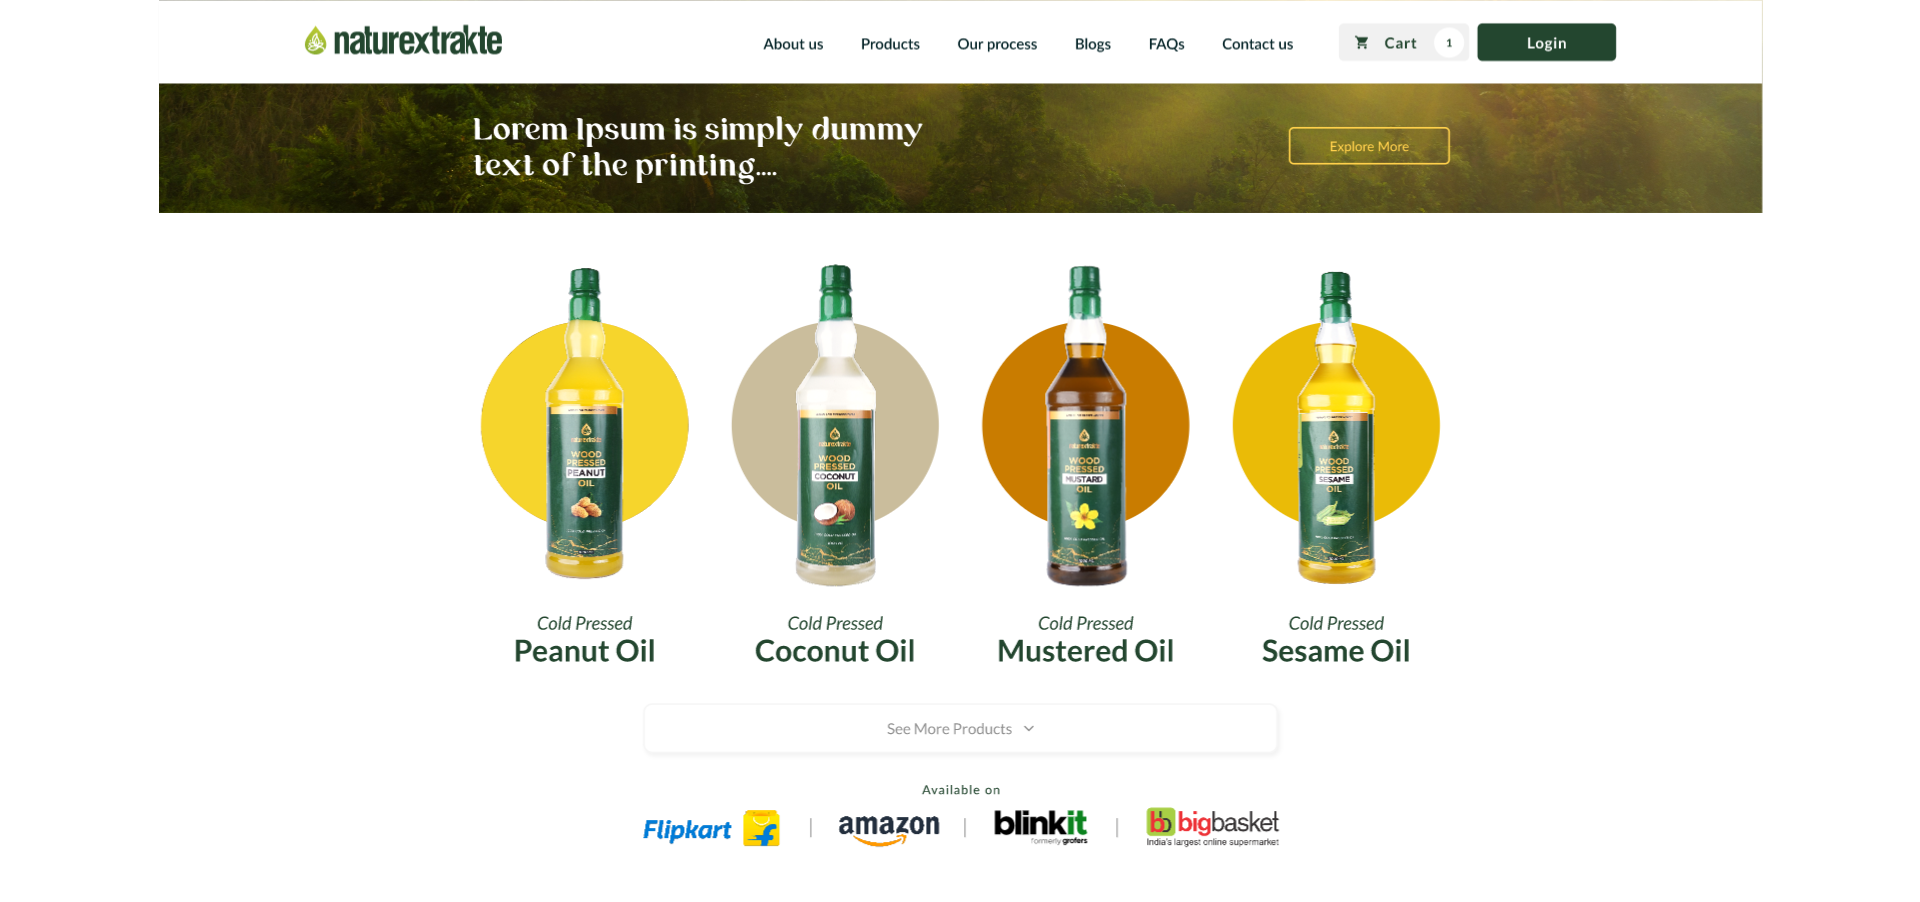 naturextrakte
About us Products Our process Blogs FAQs Contact us Cart 1 Login
Lorem Ipsum is simply dummy
text of the printing....
Explore More
naturextrakte
WOOD
PRESSED
PEANUT
OIL
naturextrakte
WOOD
PRESSED
COCONUT
OIL
naturextrakte
WOOD
PRESSED
MUSTARD
OIL
naturextrakte
WOOD
PRESSED
SESAME
OIL
Cold Pressed
Peanut Oil
Cold Pressed
Coconut Oil
Cold Pressed
Mustered Oil
Cold Pressed
Sesame Oil
See More Products
Available on
Flipkart
amazon
blinkit
formerly grofers
bb bigbasket
India's largest online supermarket